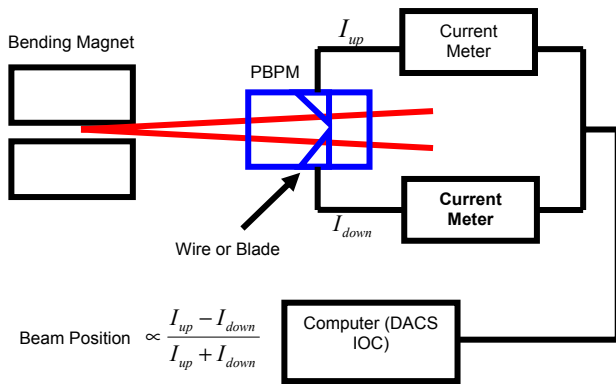 Bending Magnet
PBPM
I_up
Current
Meter
Current
Meter
I_down
Wire or Blade
Beam Position ∝ (I_up − I_down) / (I_up + I_down)
Computer (DACS
IOC)